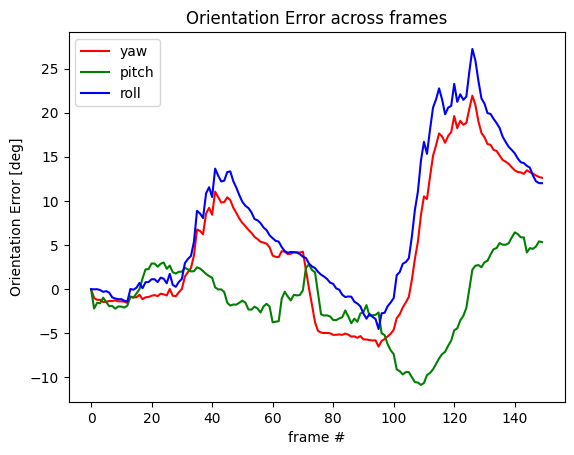 Orientation Error across frames
yaw
pitch
roll
Orientation Error [deg]
25
20
15
10
5
0
−5
−10
0 20 40 60 80 100 120 140
frame #